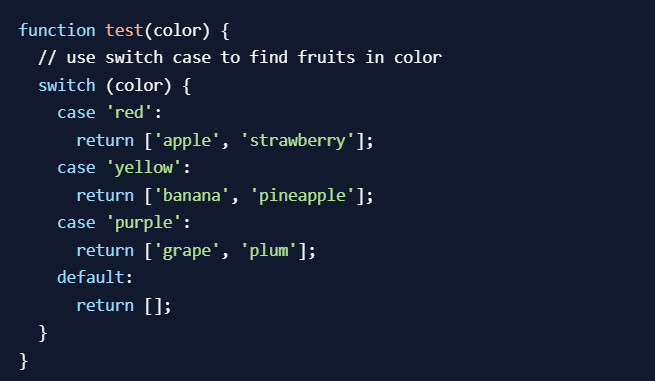 function test(color) {
  // use switch case to find fruits in color
  switch (color) {
    case 'red':
      return ['apple', 'strawberry'];
    case 'yellow':
      return ['banana', 'pineapple'];
    case 'purple':
      return ['grape', 'plum'];
    default:
      return [];
  }
}